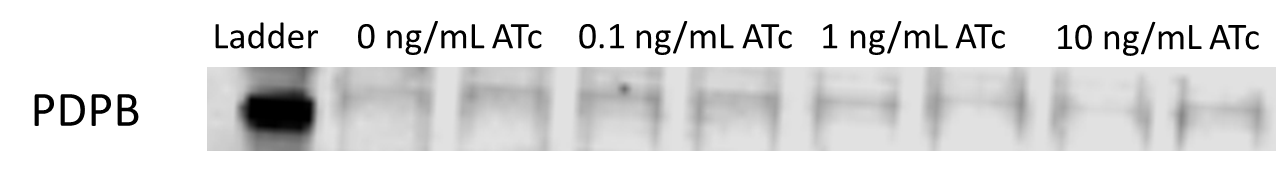 Ladder 0 ng/mL ATc 0.1 ng/mL ATc 1 ng/mL ATc 10 ng/mL ATc
PDPB